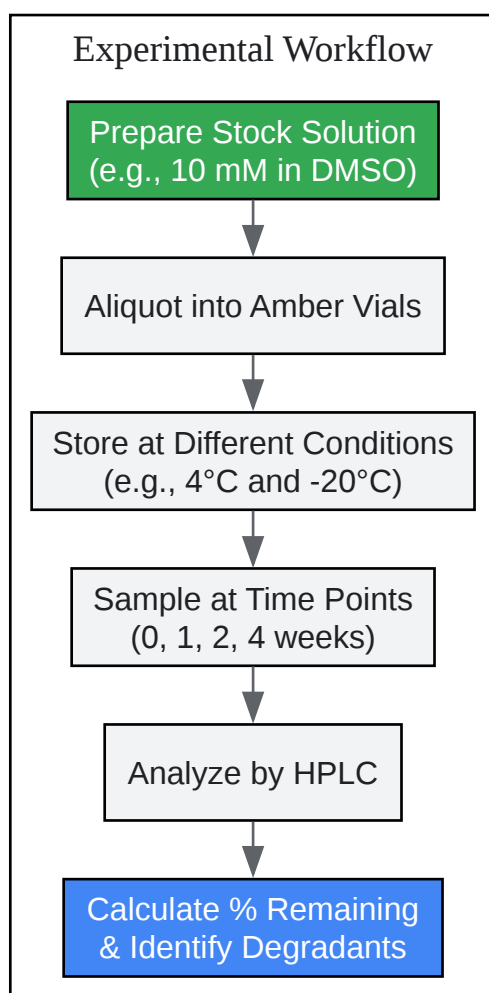 Experimental Workflow
Prepare Stock Solution
(e.g., 10 mM in DMSO)
Aliquot into Amber Vials
Store at Different Conditions
(e.g., 4°C and -20°C)
Sample at Time Points
(0, 1, 2, 4 weeks)
Analyze by HPLC
Calculate % Remaining
& Identify Degradants